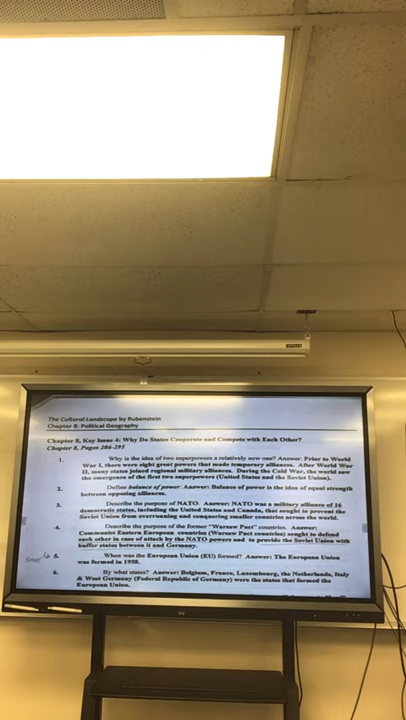 The Cultural Landscape by Rubenstein
Chapter 8: Political Geography
Chapter 8, Key Issue 4: Why Do States Cooperate and Compete with Each Other?
Chapter 8, Pages 286-295
1. Why is the idea of two superpowers a relatively new one? Answer: Prior to World
War I, there were eight great powers that made temporary alliances. After World War
II, many states joined regional military alliances. During the Cold War, the world saw
the emergence of the first two superpowers (United States and the Soviet Union).
2. Define balance of power: Answer: Balance of power is the idea of equal strength
between opposing alliances.
3. Describe the purpose of NATO. Answer: NATO was a military alliance of 16
democratic states, including the United States and Canada, that sought to prevent the
Soviet Union from overrunning and conquering smaller countries across the world.
4. Describe the purpose of the former "Warsaw Pact" countries. Answer:
Communist Eastern European countries (Warsaw Pact countries) sought to defend
each other in case of attack by the NATO powers and to provide the Soviet Union with
buffer states between it and Germany.
5. When was the European Union (EU) formed? Answer: The European Union
was formed in 1958.
6. By what states? Answer: Belgium, France, Luxembourg, the Netherlands, Italy
& West Germany (Federal Republic of Germany) were the states that formed the
European Union.